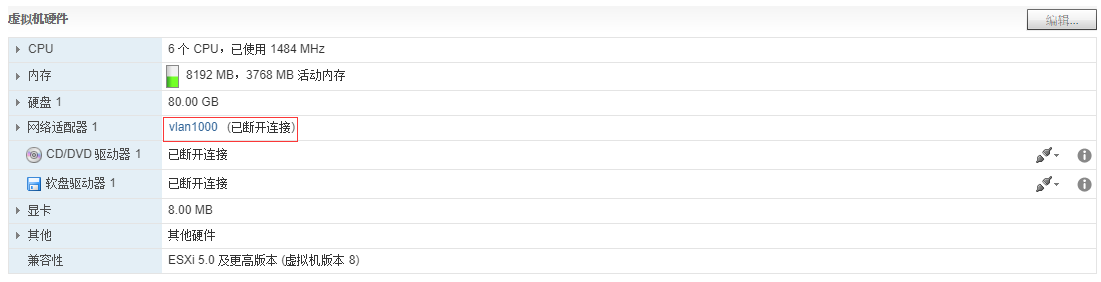 虚拟机硬件 编辑...
CPU 6 个 CPU，已使用 1484 MHz
内存 8192 MB，3768 MB 活动内存
硬盘 1 80.00 GB
网络适配器 1 vlan1000 (已断开连接)
CD/DVD 驱动器 1 已断开连接
软盘驱动器 1 已断开连接
显卡 8.00 MB
其他 其他硬件
兼容性 ESXi 5.0 及更高版本 (虚拟机版本 8)